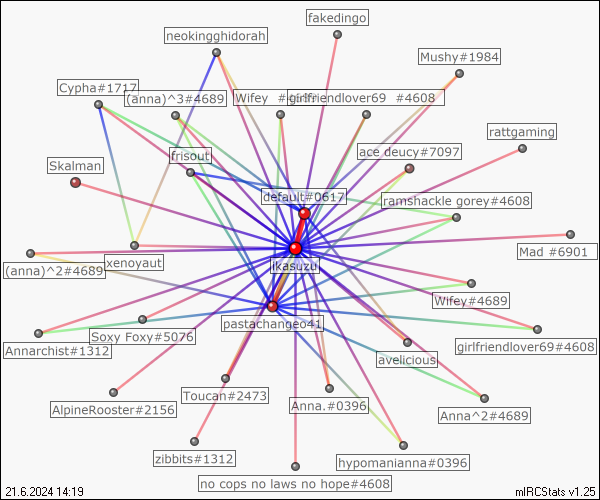 fakedingo
neokingghidorah
Mushy#1984
Cypha#1717
(anna)^3#4689
Wifey #4689
girlfriendlover69 #4608
rattgaming
frisout
ace deucy#7097
Skalman
default#0617
ramshackle gorey#4608
Mad #6901
xenoyaut
ikasuzu
(anna)^2#4689
Wifey#4689
pastachangeo41
Soxy Foxy#5076
Annarchist#1312
girlfriendlover69#4608
avelicious
Toucan#2473
Anna.#0396
AlpineRooster#2156
Anna^2#4689
zibbits#1312
hypomanianna#0396
no cops no laws no hope#4608
21.6.2024 14:19
mIRCStats v1.25